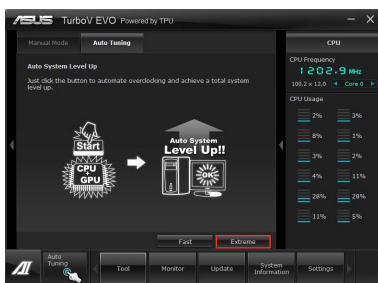 ASUS TurboV EVO Powered by TPU
Manual Mode
Auto Tuning
Auto System Level Up
Just click the button to automate overclocking and achieve a total system
level up.
Start
CPU
GPU
Auto System
Level Up!!
OK
Fast
Extreme
CPU
CPU Frequency
1202.9 MHz
100.2 x 12.0
Core 0
CPU Usage
2% 3%
8% 1%
3% 2%
4% 11%
28% 28%
11% 5%
Auto
Tuning
Tool
Monitor
Update
System
Information
Settings